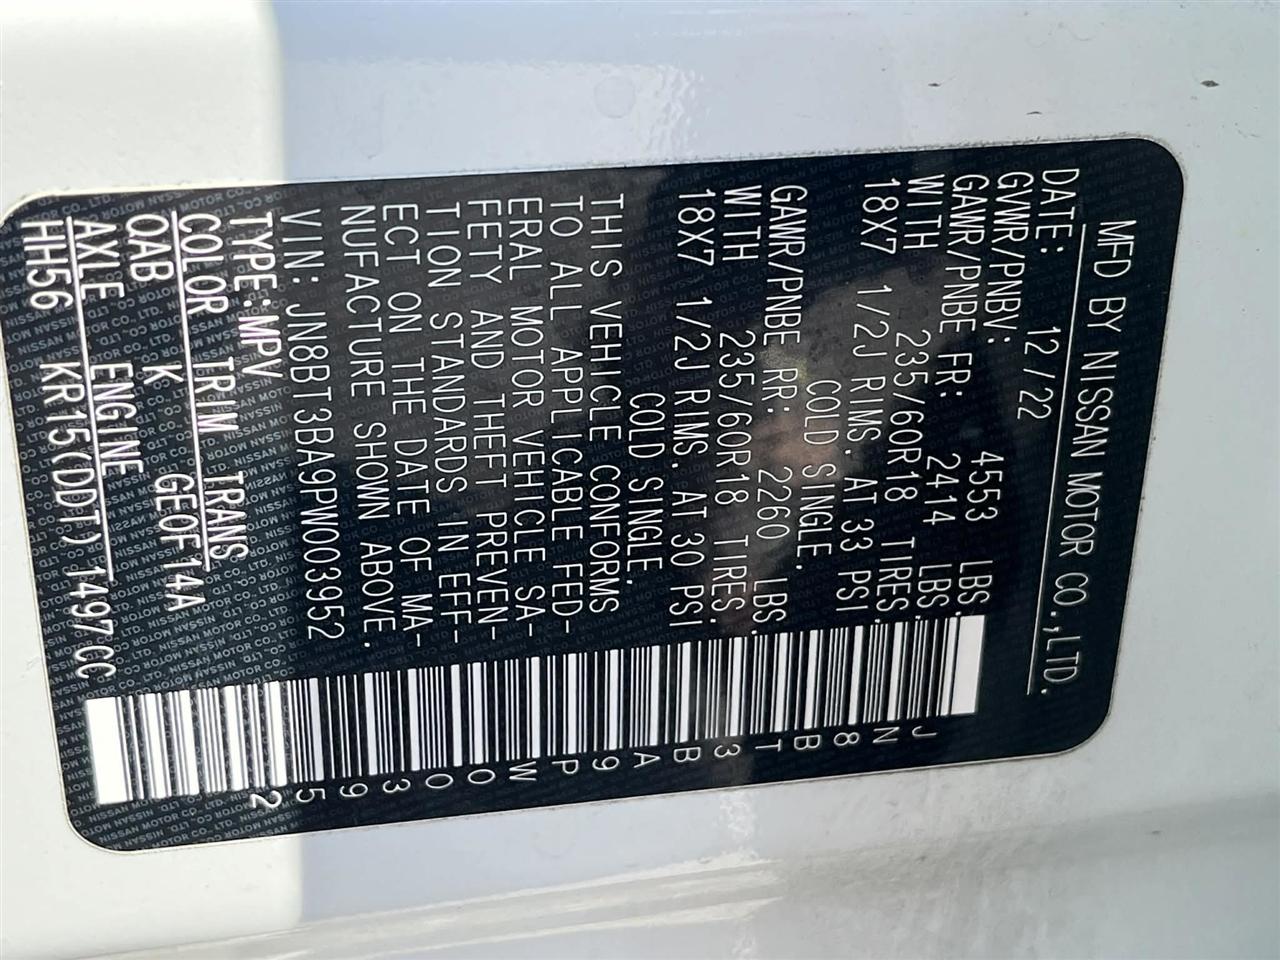 MFD BY NISSAN MOTOR CO.,LTD.
DATE: 12/22
GVWR/PNBV: 4553 LBS.
GAWR/PNBE FR: 2414 LBS.
WITH 235/60R18 TIRES.
18X7 1/2J RIMS. AT 33 PSI
COLD SINGLE.
GAWR/PNBE RR: 2260 LBS.
WITH 235/60R18 TIRES.
18X7 1/2J RIMS. AT 30 PSI
COLD SINGLE.
THIS VEHICLE CONFORMS
TO ALL APPLICABLE FED-
ERAL MOTOR VEHICLE SA-
FETY AND THEFT PREVEN-
TION STANDARDS IN EFF-
ECT ON THE DATE OF MA-
NUFACTURE SHOWN ABOVE.
VIN: JN8BT3BA9PW003952
TYPE:MPV
COLOR TRIM TRANS
QAB K GEOF14A
AXLE ENGINE
HH56 KR15(DDT) 1497CC
JN8BT3BA9PW003952